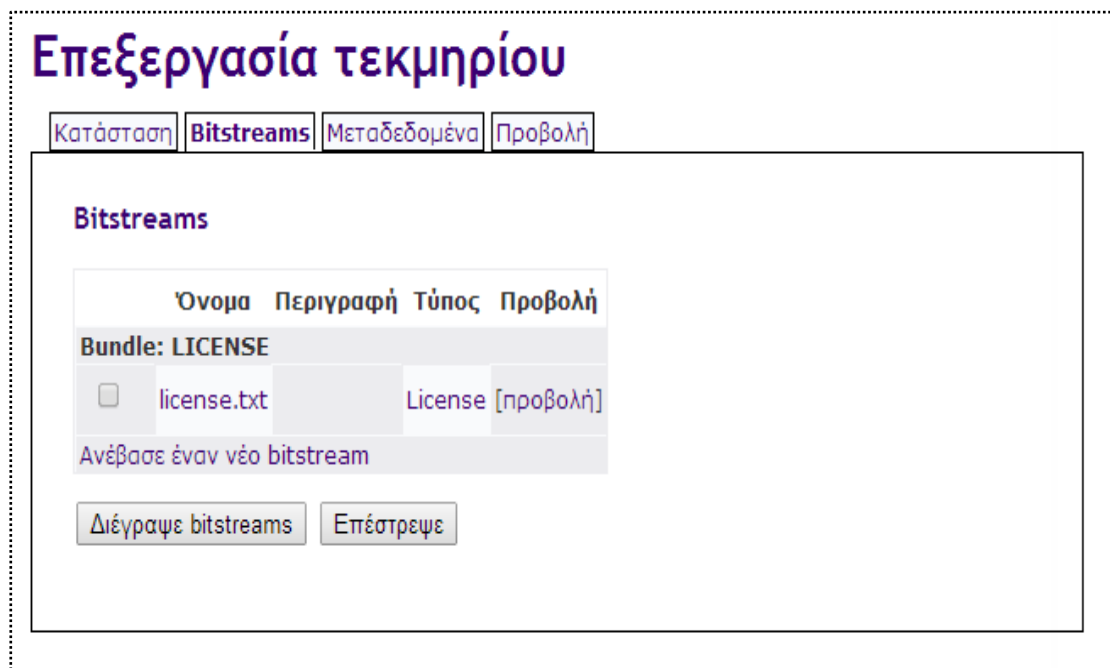 Επεξεργασία τεκμηρίου
Κατάσταση Bitstreams Μεταδεδομένα Προβολή
Bitstreams
Όνομα Περιγραφή Τύπος Προβολή
Bundle: LICENSE
license.txt License [προβολή]
Ανέβασε έναν νέο bitstream
Διέγραψε bitstreams Επέστρεψε